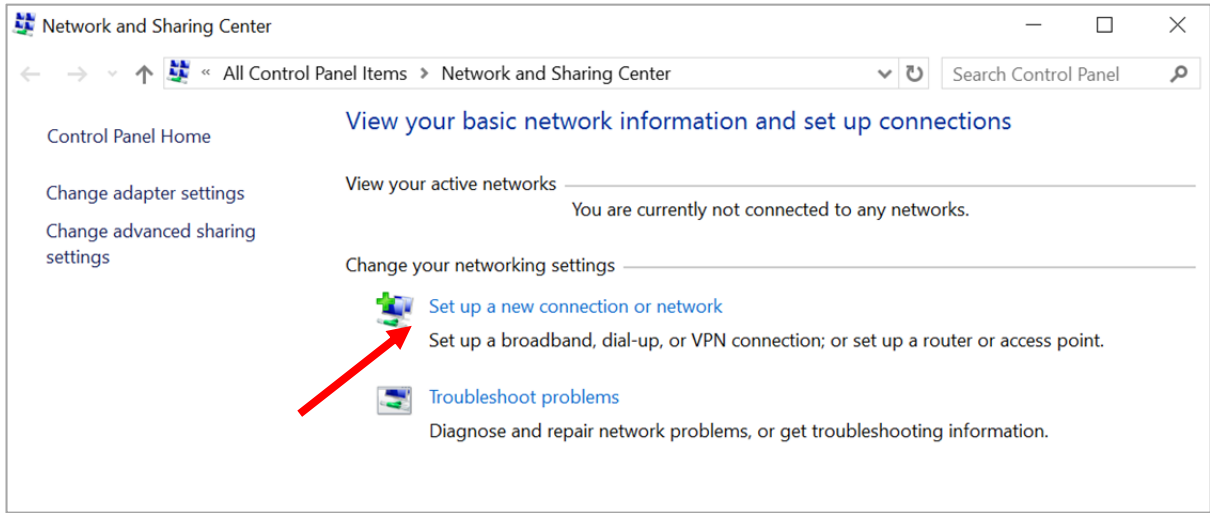 Network and Sharing Center
« All Control Panel Items > Network and Sharing Center
Search Control Panel
Control Panel Home
Change adapter settings
Change advanced sharing
settings
View your basic network information and set up connections
View your active networks
You are currently not connected to any networks.
Change your networking settings
Set up a new connection or network
Set up a broadband, dial-up, or VPN connection; or set up a router or access point.
Troubleshoot problems
Diagnose and repair network problems, or get troubleshooting information.